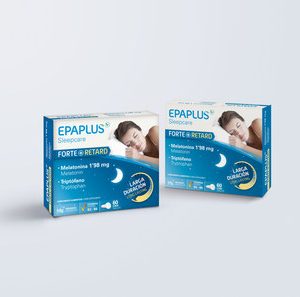 EPAPLUS
Sleepcare
FORTE + RETARD
• Melatonina 1'98 mg
Melatonin
• Triptófano
Tryptophan
LARGA
DURACIÓN
60
EPAPLUS
Sleepcare
FORTE + RETARD
• Melatonina 1'98 mg
Melatonin
• Triptófano
Tryptophan
LARGA
DURACIÓN
60